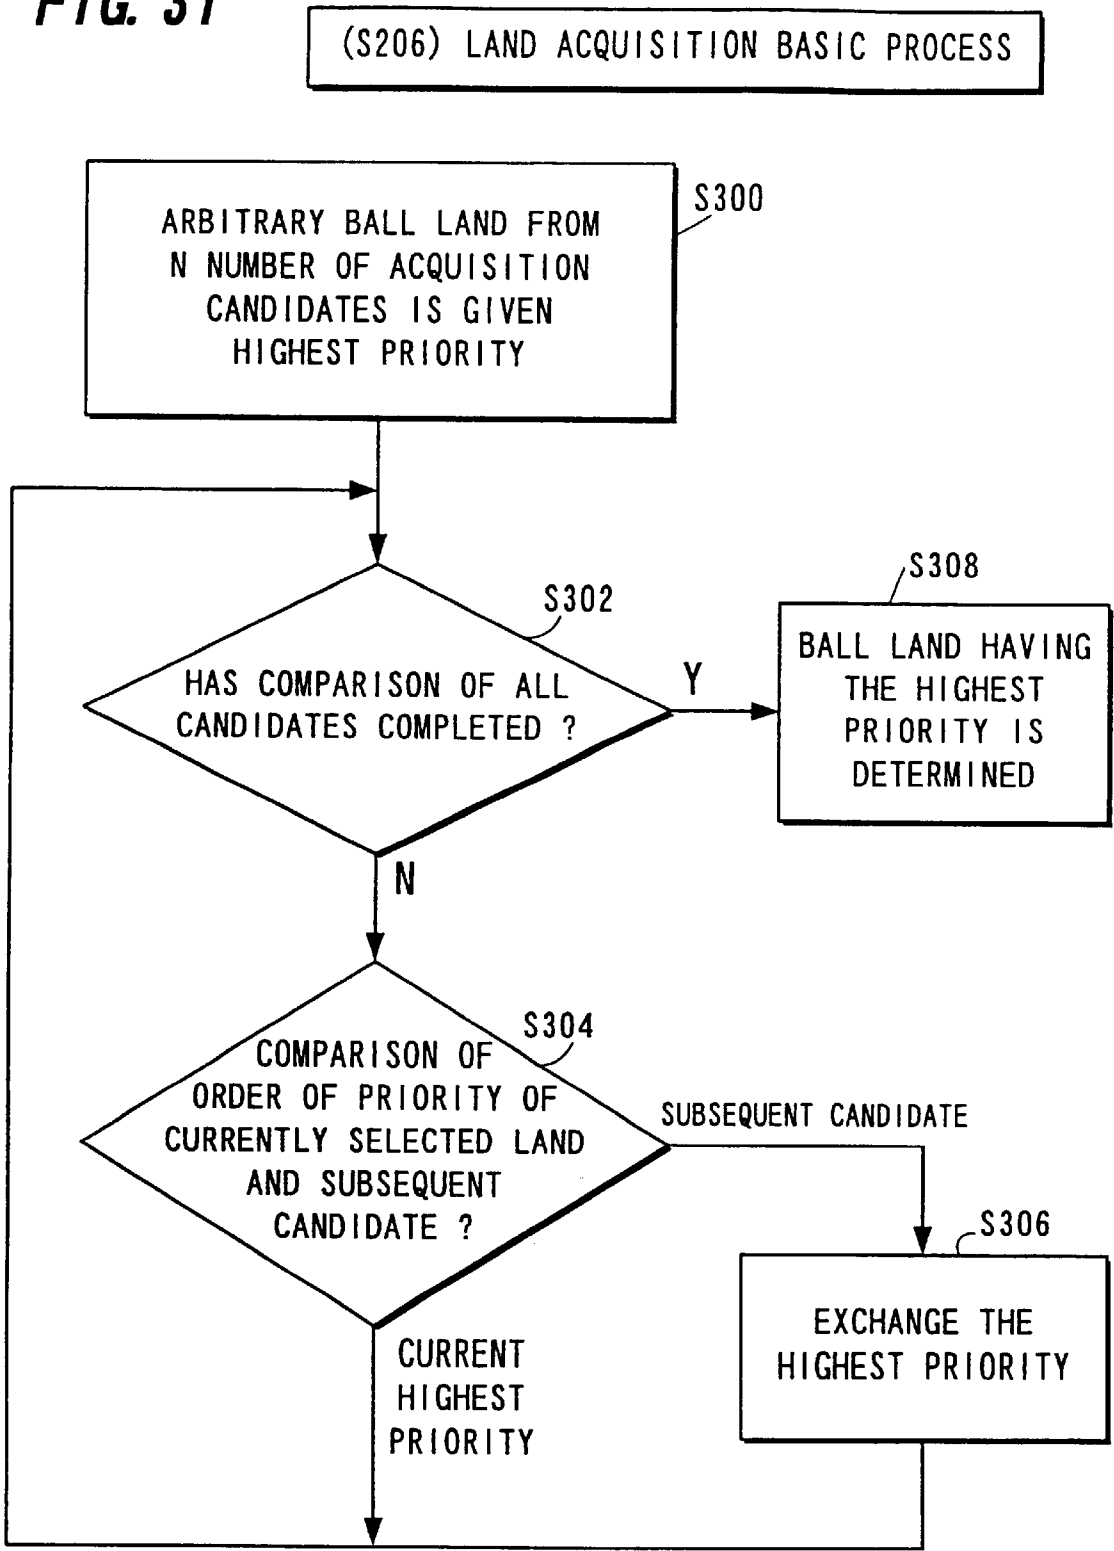 FIG. 31
(S206) LAND ACQUISITION BASIC PROCESS
S300
ARBITRARY BALL LAND FROM
N NUMBER OF ACQUISITION
CANDIDATES IS GIVEN
HIGHEST PRIORITY
S302
HAS COMPARISON OF ALL
CANDIDATES COMPLETED ?
Y
S308
BALL LAND HAVING
THE HIGHEST
PRIORITY IS
DETERMINED
N
S304
COMPARISON OF
ORDER OF PRIORITY OF
CURRENTLY SELECTED LAND
AND SUBSEQUENT
CANDIDATE ?
SUBSEQUENT CANDIDATE
S306
EXCHANGE THE
HIGHEST PRIORITY
CURRENT
HIGHEST
PRIORITY